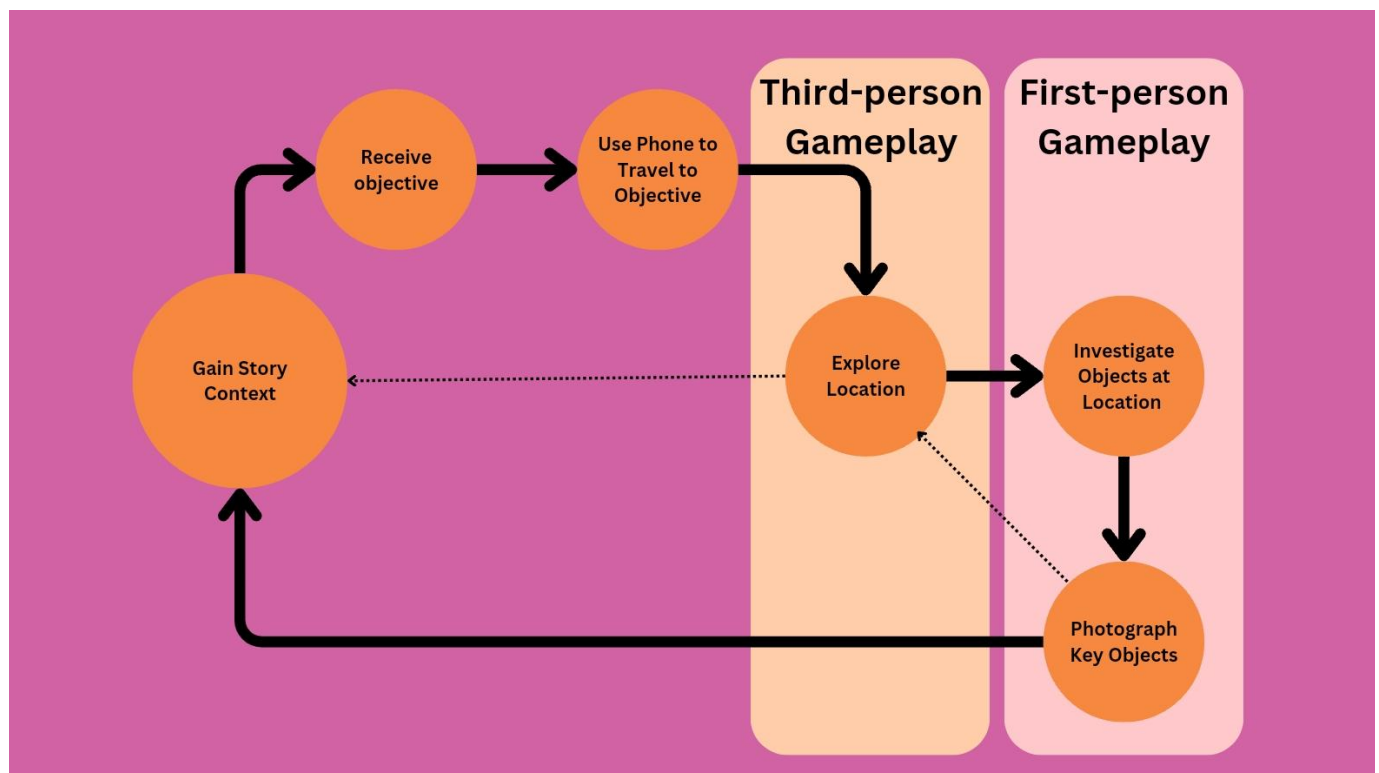 Third-person
Gameplay
First-person
Gameplay
Receive
objective
Use Phone to
Travel to
Objective
Gain Story
Context
Explore
Location
Investigate
Objects at
Location
Photograph
Key Objects